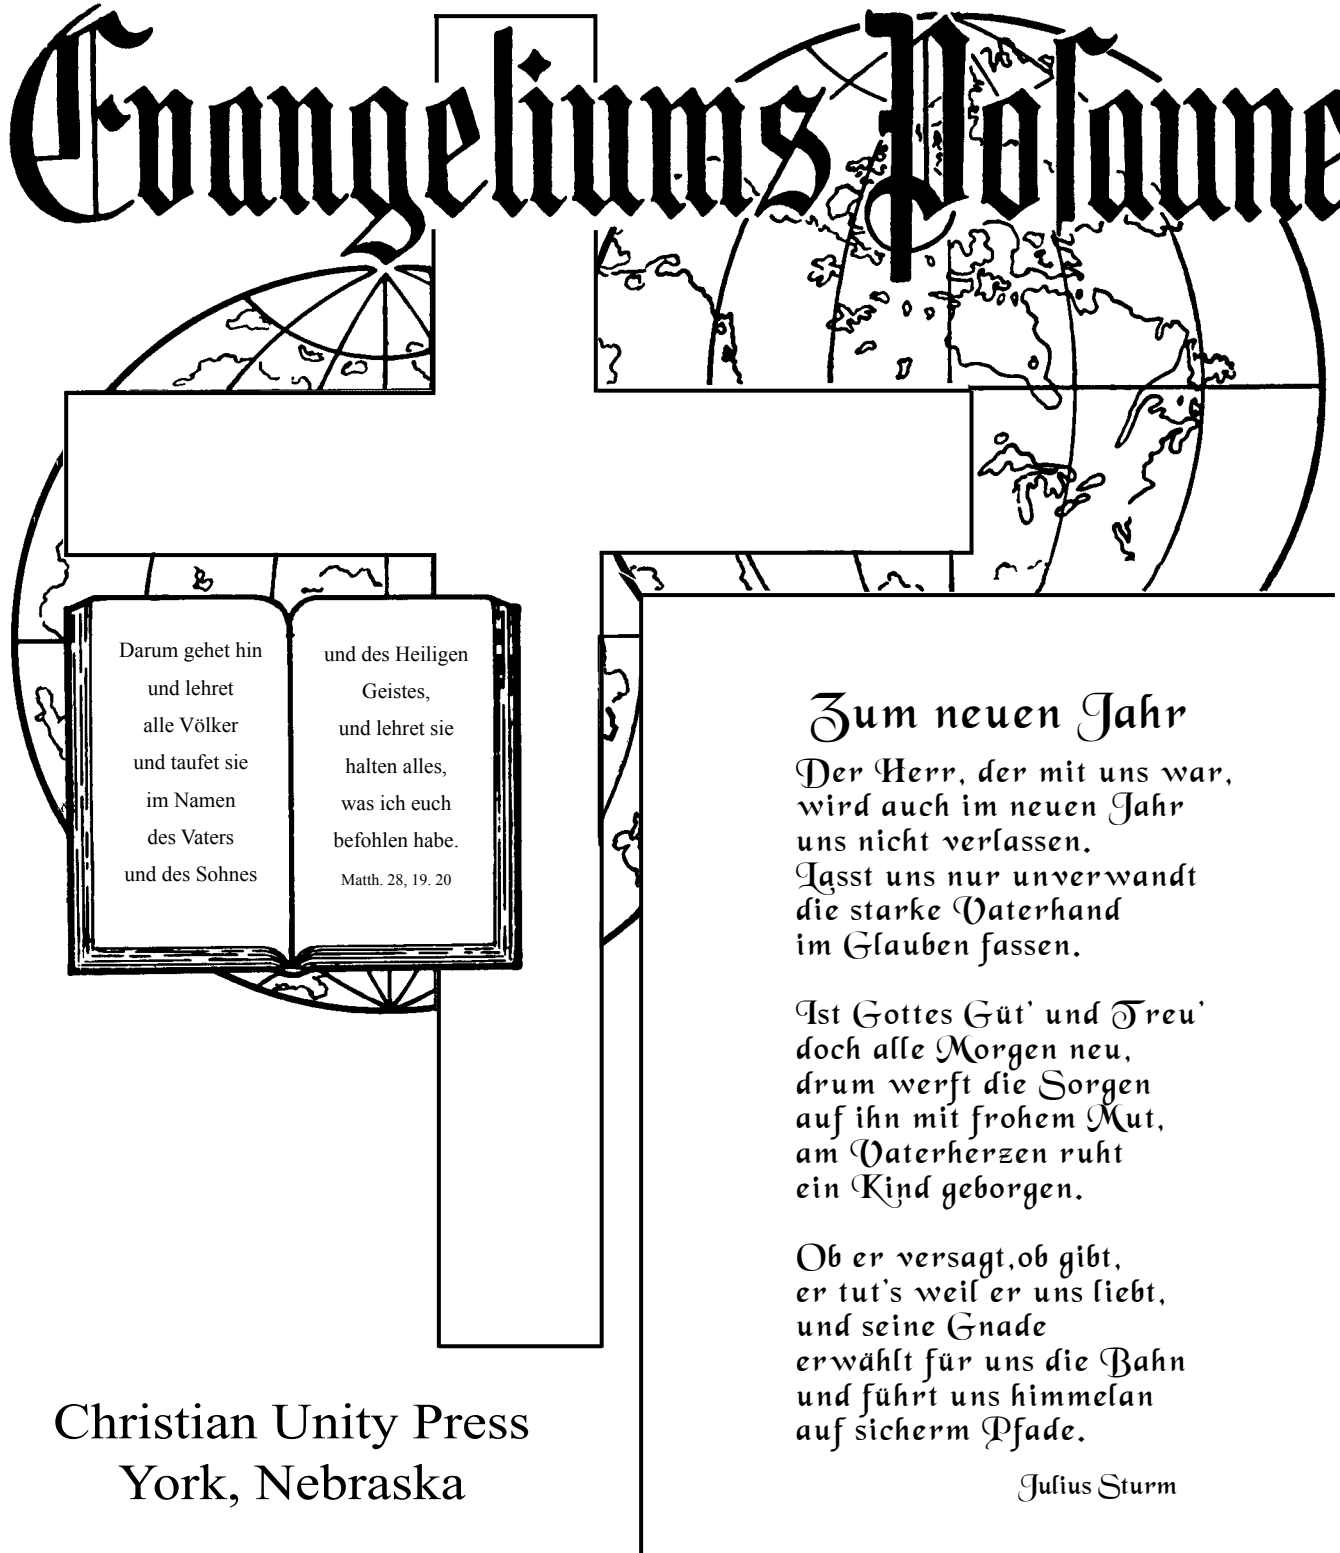 Evangeliums Posaune
Darum gehet hin
und lehret
alle Völker
und taufet sie
im Namen
des Vaters
und des Sohnes
und des Heiligen
Geistes,
und lehret sie
halten alles,
was ich euch
befohlen habe.
Matth. 28, 19. 20
Christian Unity Press
York, Nebraska
Zum neuen Jahr
Der Herr, der mit uns war,
wird auch im neuen Jahr
uns nicht verlassen.
Lasst uns nur unverwandt
die starke Vaterhand
im Glauben fassen.
Ist Gottes Güt' und Treu'
doch alle Morgen neu,
drum werft die Sorgen
auf ihn mit frohem Mut,
am Vaterherzen ruht
ein Kind geborgen.
Ob er versagt,ob gibt,
er tut's weil er uns liebt,
und seine Gnade
erwählt für uns die Bahn
und führt uns himmelan
auf sicherm Pfade.
Julius Sturm